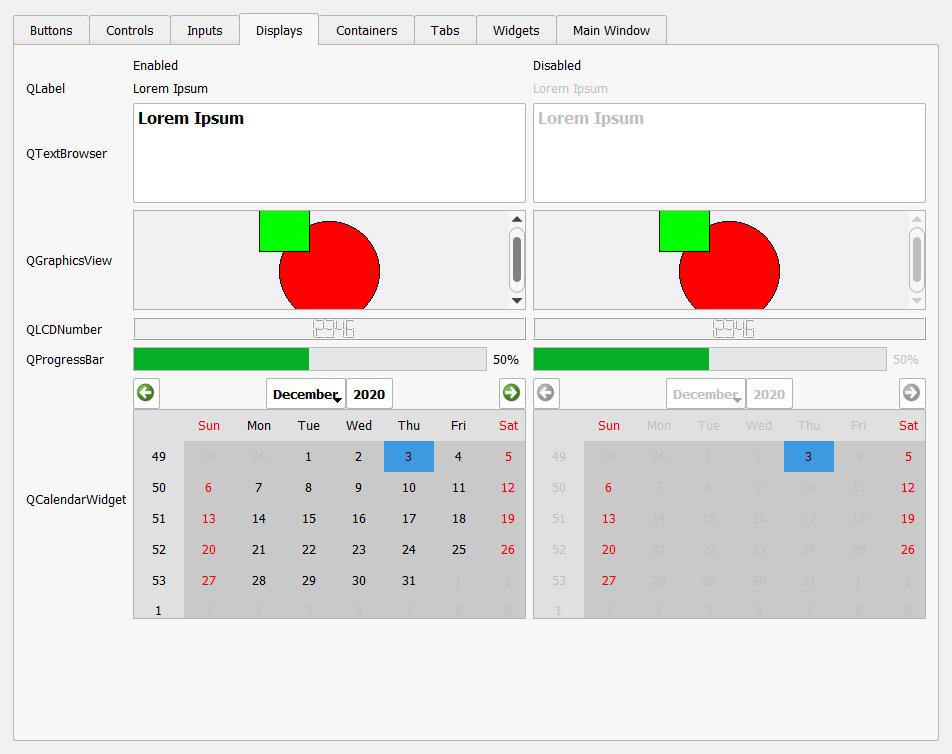 Buttons Controls Inputs Displays Containers Tabs Widgets Main Window
Enabled Disabled
QLabel Lorem Ipsum Lorem Ipsum
QTextBrowser Lorem Ipsum Lorem Ipsum
QGraphicsView
QLCDNumber
QProgressBar 50% 50%
December 2020 December 2020
Sun Mon Tue Wed Thu Fri Sat Sun Mon Tue Wed Thu Fri Sat
49 29 30 1 2 3 4 5 49 29 30 1 2 3 4 5
50 6 7 8 9 10 11 12 50 6 7 8 9 10 11 12
QCalendarWidget
51 13 14 15 16 17 18 19 51 13 14 15 16 17 18 19
52 20 21 22 23 24 25 26 52 20 21 22 23 24 25 26
53 27 28 29 30 31 1 2 53 27 28 29 30 31 1 2
1 3 4 5 6 7 8 9 1 3 4 5 6 7 8 9